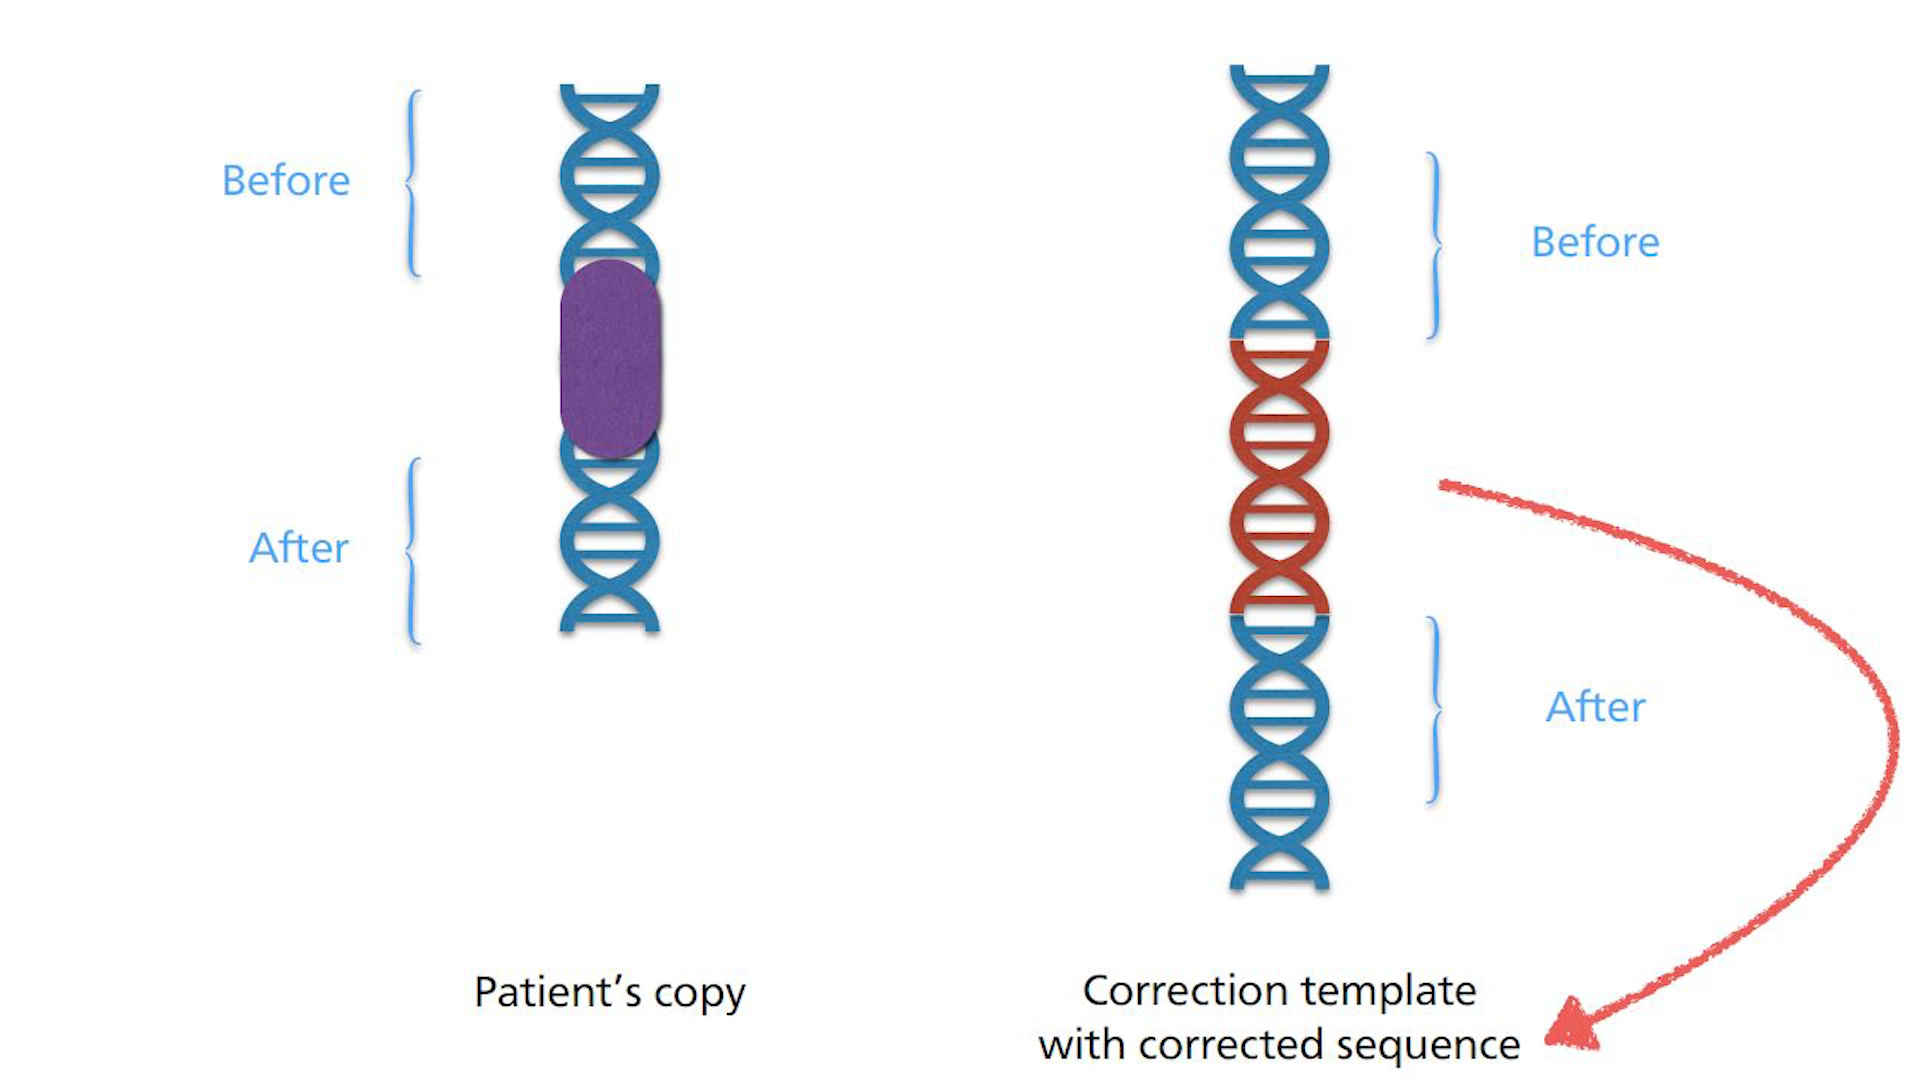 Before
After
Patient’s copy
Before
After
Correction template
with corrected sequence